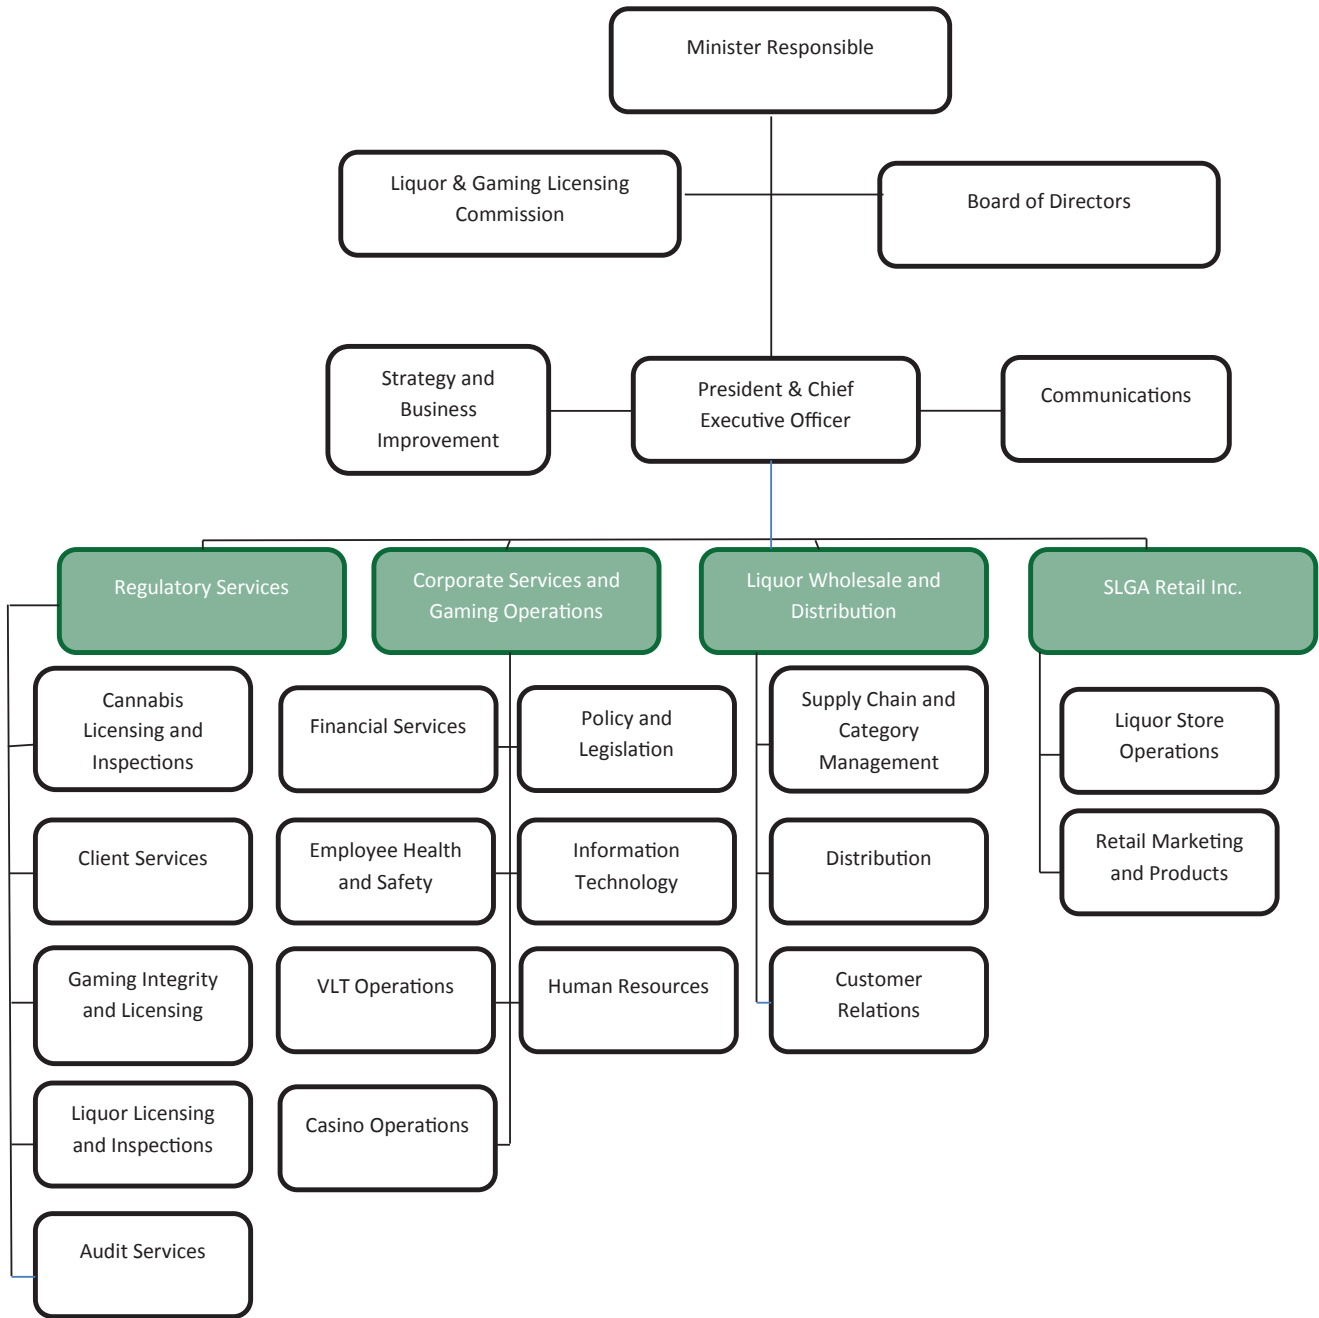 Minister Responsible
Liquor & Gaming Licensing
Commission
Board of Directors
Strategy and
Business
Improvement
President & Chief
Executive Officer
Communications
Regulatory Services
Corporate Services and
Gaming Operations
Liquor Wholesale and
Distribution
SLGA Retail Inc.
Cannabis
Licensing and
Inspections
Client Services
Gaming Integrity
and Licensing
Liquor Licensing
and Inspections
Audit Services
Financial Services
Policy and
Legislation
Employee Health
and Safety
Information
Technology
VLT Operations
Human Resources
Casino Operations
Supply Chain and
Category
Management
Distribution
Customer
Relations
Liquor Store
Operations
Retail Marketing
and Products